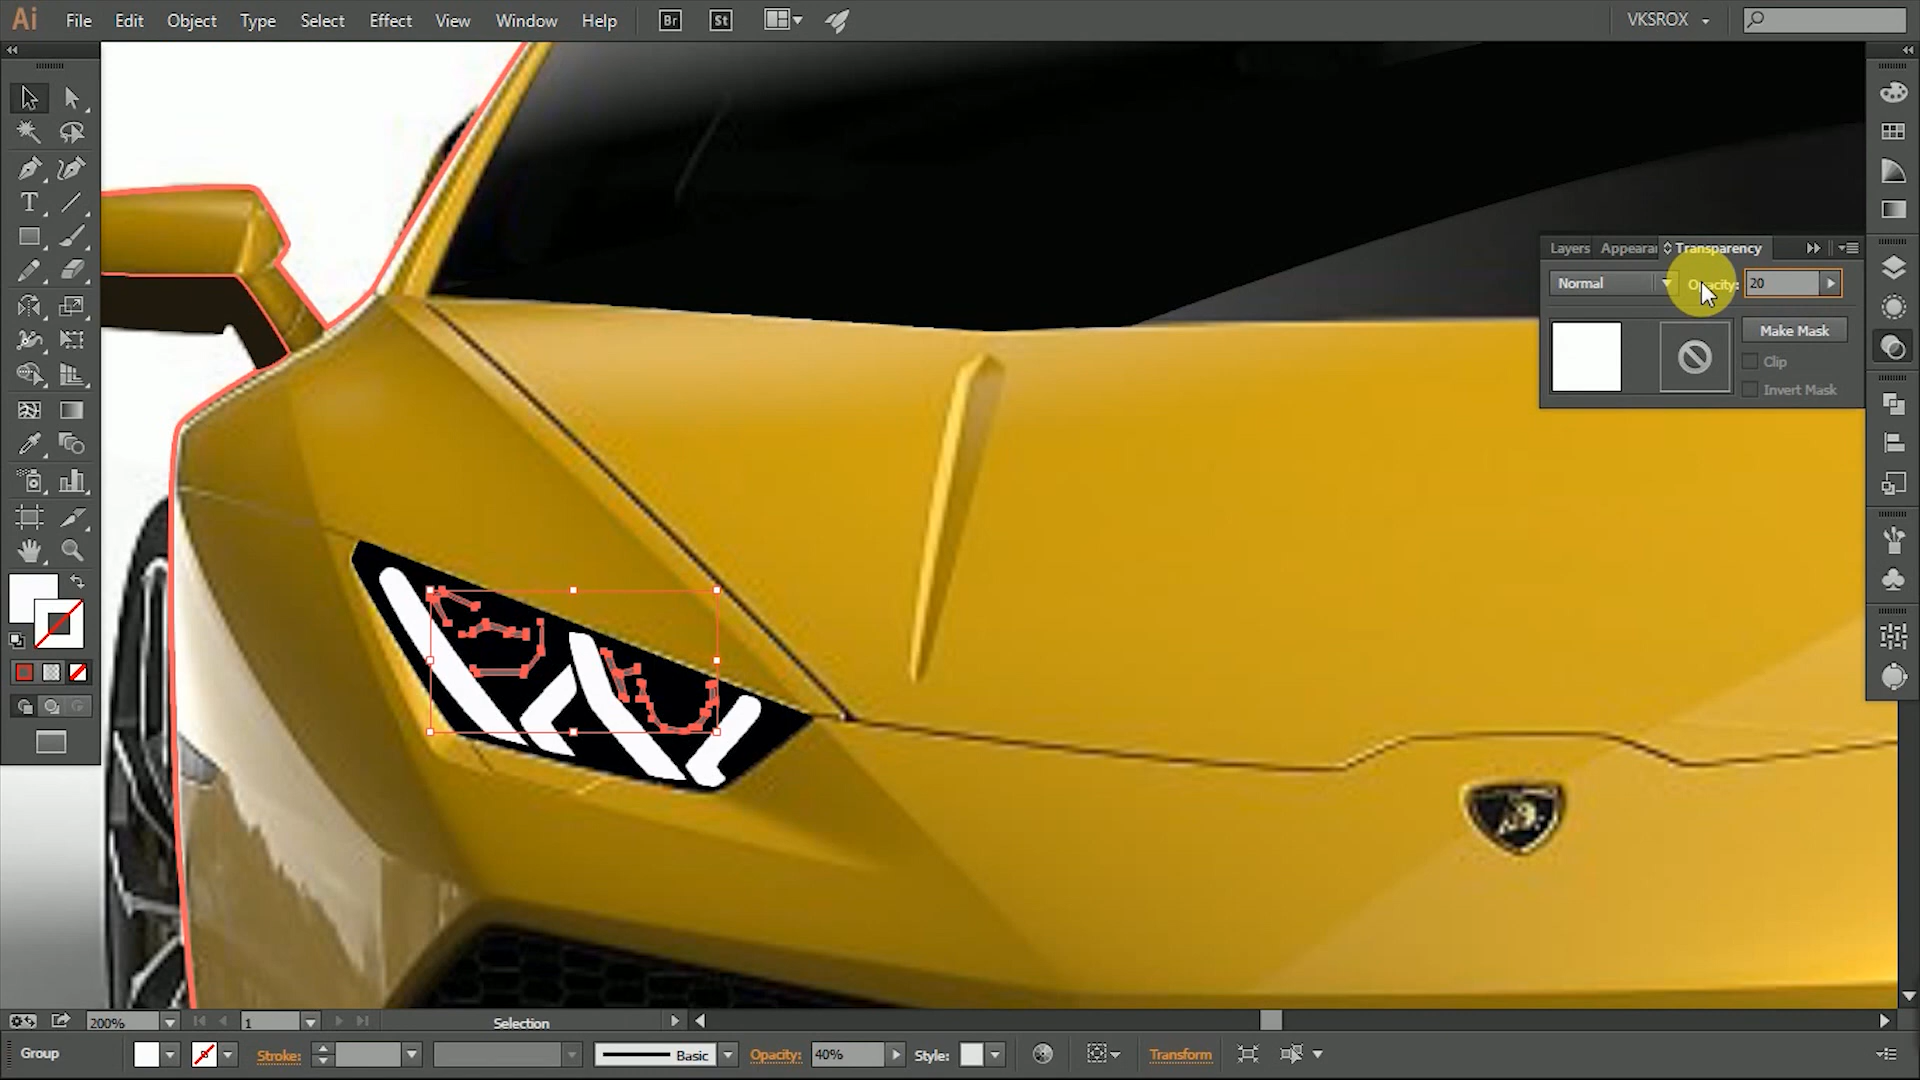 Ai File Edit Object Type Select Effect View Window Help Br St VKSROX
Layers Appearar Transparency
Normal Opacity: 20
Make Mask
Clip
Invert Mask
T
200% 1 Selection
Group Stroke: Basic Opacity: 40% Style: Transform